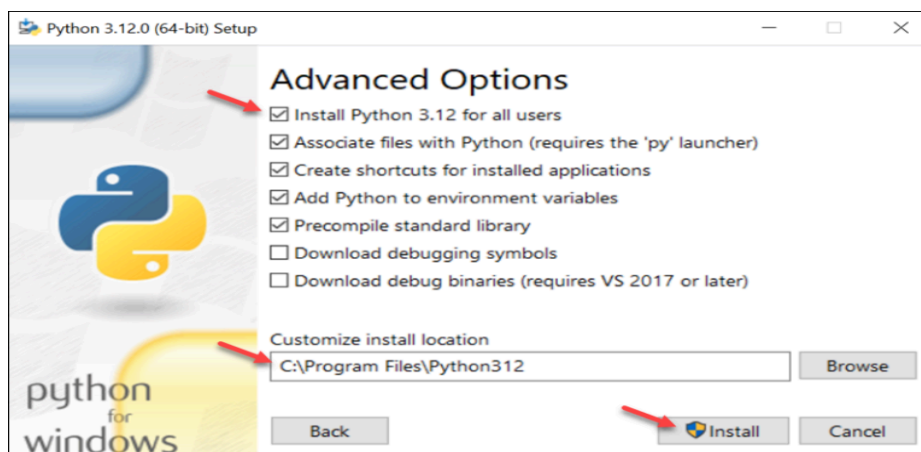 Python 3.12.0 (64-bit) Setup
Advanced Options
Install Python 3.12 for all users
Associate files with Python (requires the 'py' launcher)
Create shortcuts for installed applications
Add Python to environment variables
Precompile standard library
Download debugging symbols
Download debug binaries (requires VS 2017 or later)
Customize install location
C:\Program Files\Python312
Browse
python
for
windows
Back
Install
Cancel